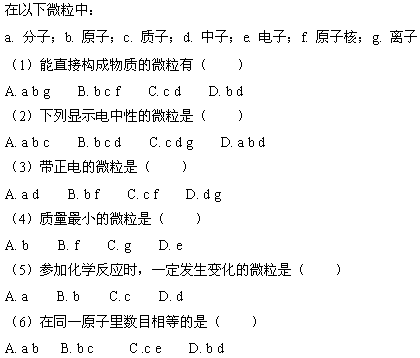 在以下微粒中：
a. 分子；b. 原子；c. 质子；d. 中子；e. 电子；f. 原子核；g. 离子
（1）能直接构成物质的微粒有（　　）
A. a b g　B. b c f　C. c d　D. b d
（2）下列显示电中性的微粒是（　　）
A. a b c　B. b c d　C. c d g　D. a b d
（3）带正电的微粒是（　　）
A. a d　B. b f　C. c f　D. d g
（4）质量最小的微粒是（　　）
A. b　B. f　C. g　D. e
（5）参加化学反应时，一定发生变化的微粒是（　　）
A. a　B. b　C. c　D. d
（6）在同一原子里数目相等的是（　　）
A. a b　B. b c　C. c e　D. b d